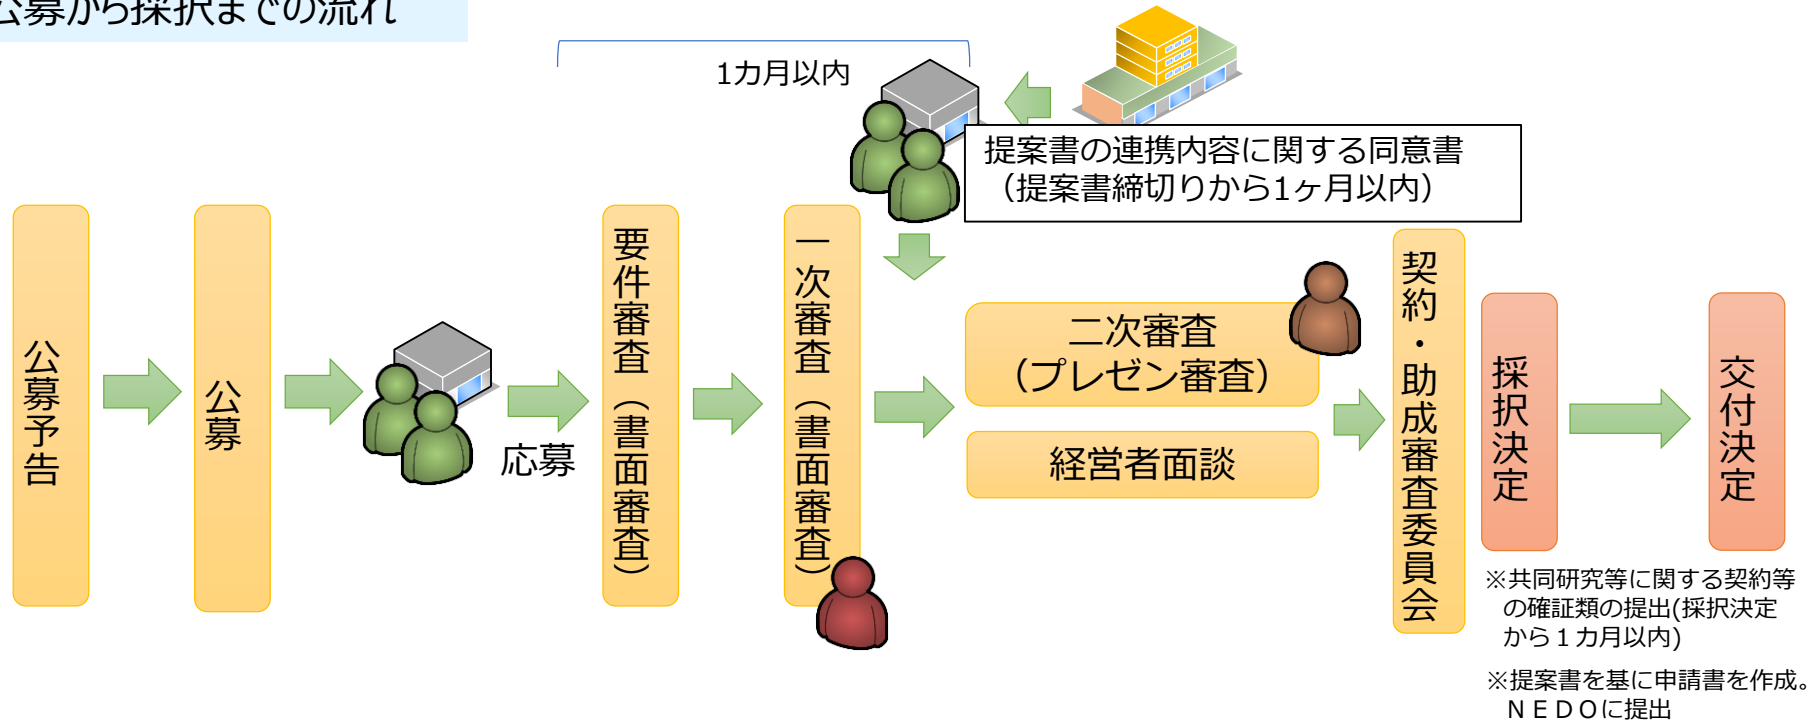 公募から採択までの流れ
1カ月以内
提案書の連携内容に関する同意書
（提案書締切りから1ヶ月以内）
公募予告
公募
応募
要件審査（書面審査）
一次審査（書面審査）
二次審査
（プレゼン審査）
経営者面談
契約・助成審査委員会
採択決定
交付決定
※共同研究等に関する契約等
の確証類の提出(採択決定
から１カ月以内)
※提案書を基に申請書を作成。
ＮＥＤＯに提出